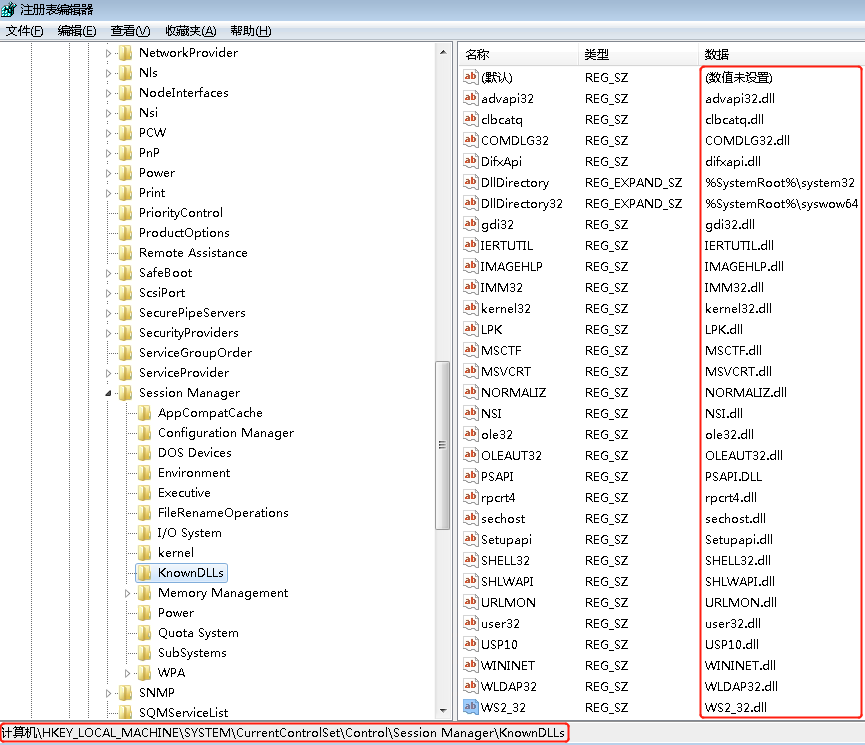 注册表编辑器
文件(F) 编辑(E) 查看(V) 收藏夹(A) 帮助(H)
NetworkProvider
Nls
NodeInterfaces
Nsi
PCW
PnP
Power
Print
PriorityControl
ProductOptions
Remote Assistance
SafeBoot
ScsiPort
SecurePipeServers
SecurityProviders
ServiceGroupOrder
ServiceProvider
Session Manager
AppCompatCache
Configuration Manager
DOS Devices
Environment
Executive
FileRenameOperations
I/O System
kernel
KnownDLLs
Memory Management
Power
Quota System
SubSystems
WPA
SNMP
SQMServiceList
名称 类型 数据
(默认) REG_SZ (数值未设置)
advapi32 REG_SZ advapi32.dll
clbcatq REG_SZ clbcatq.dll
COMDLG32 REG_SZ COMDLG32.dll
DifxApi REG_SZ difxapi.dll
DllDirectory REG_EXPAND_SZ %SystemRoot%\system32
DllDirectory32 REG_EXPAND_SZ %SystemRoot%\syswow64
gdi32 REG_SZ gdi32.dll
IERTUTIL REG_SZ IERTUTIL.dll
IMAGEHLP REG_SZ IMAGEHLP.dll
IMM32 REG_SZ IMM32.dll
kernel32 REG_SZ kernel32.dll
LPK REG_SZ LPK.dll
MSCTF REG_SZ MSCTF.dll
MSVCRT REG_SZ MSVCRT.dll
NORMALIZ REG_SZ NORMALIZ.dll
NSI REG_SZ NSI.dll
ole32 REG_SZ ole32.dll
OLEAUT32 REG_SZ OLEAUT32.dll
PSAPI REG_SZ PSAPI.DLL
rpcrt4 REG_SZ rpcrt4.dll
sechost REG_SZ sechost.dll
Setupapi REG_SZ Setupapi.dll
SHELL32 REG_SZ SHELL32.dll
SHLWAPI REG_SZ SHLWAPI.dll
URLMON REG_SZ URLMON.dll
user32 REG_SZ user32.dll
USP10 REG_SZ USP10.dll
WININET REG_SZ WININET.dll
WLDAP32 REG_SZ WLDAP32.dll
WS2_32 REG_SZ WS2_32.dll
计算机\HKEY_LOCAL_MACHINE\SYSTEM\CurrentControlSet\Control\Session Manager\KnownDLLs